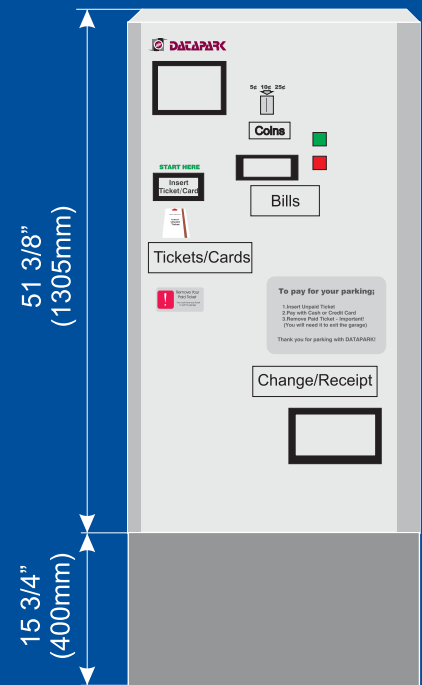 DATAPARK
5¢ 10¢ 25¢
Coins
START HERE
Insert
Ticket/Card
Bills
Tickets/Cards
Remove Your
Paid Ticket
To pay for your parking;
1.Insert Unpaid Ticket
2.Pay with Cash or Credit Card
3.Remove Paid Ticket - Important!
(You will need it to exit the garage)
Thank you for parking with DATAPARK!
Change/Receipt
51 3/8”
(1305mm)
15 3/4”
(400mm)